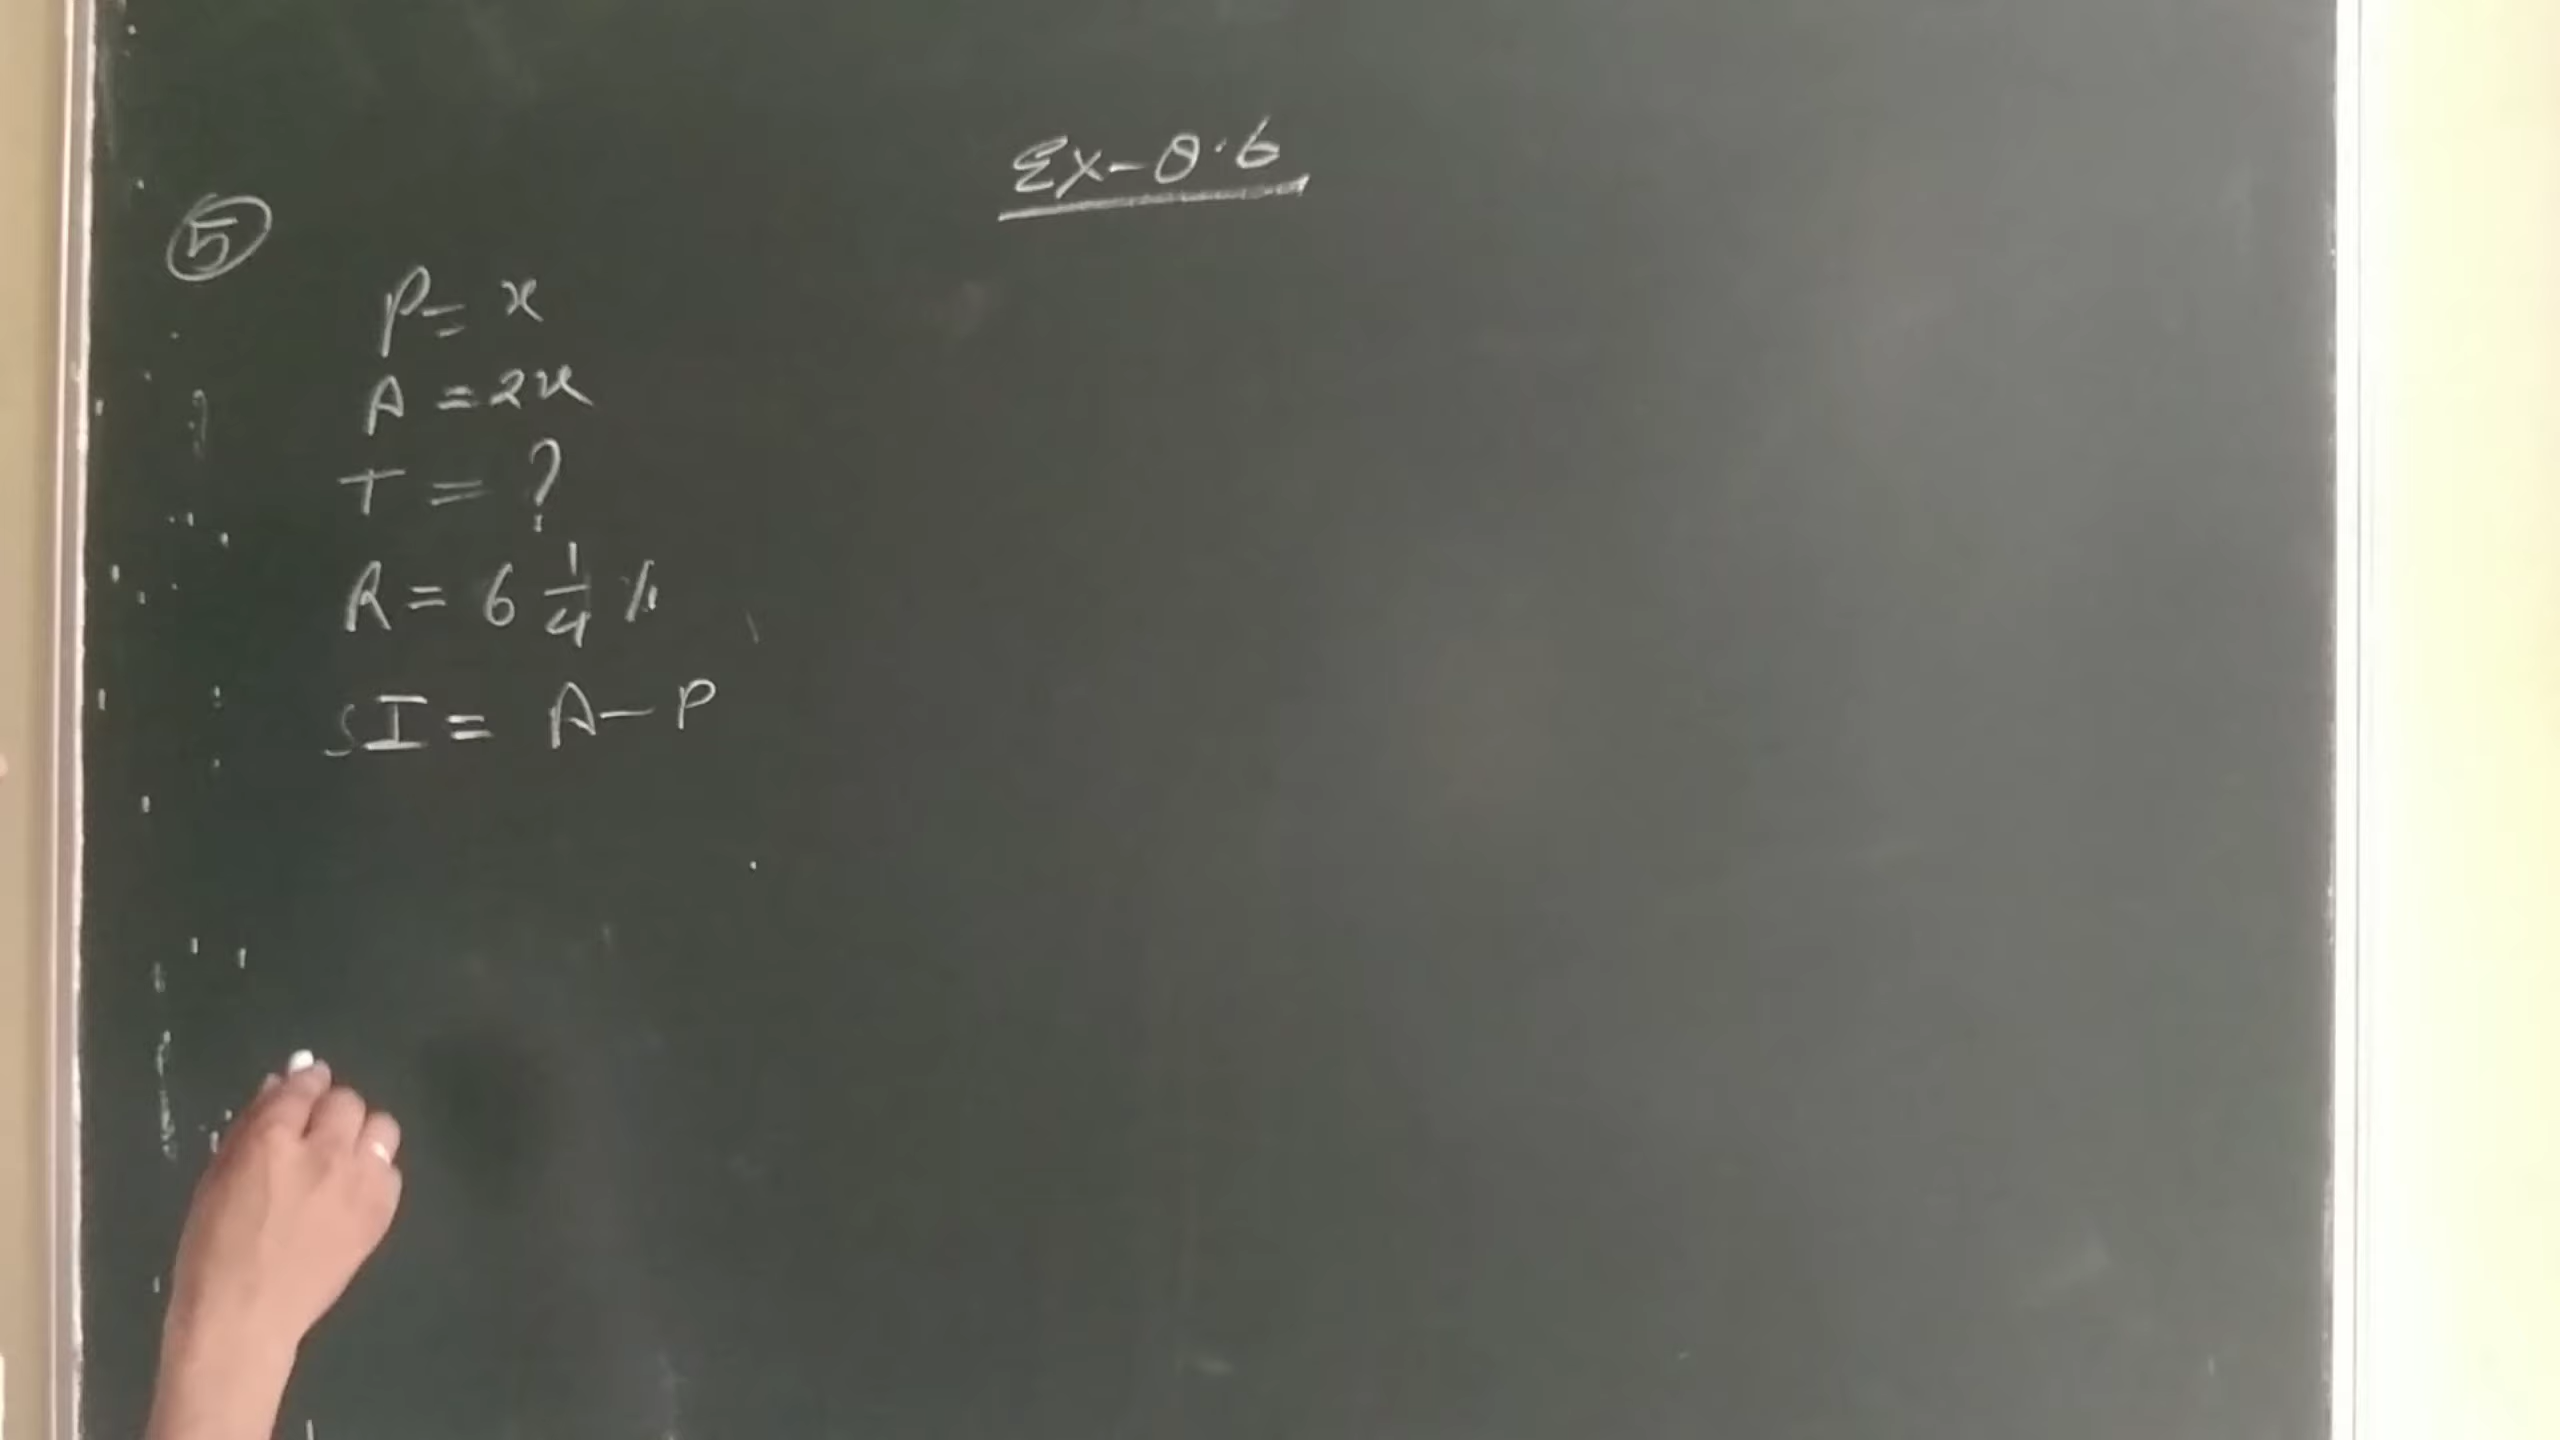 Ex-8.6
5
P= x
A = 2x
T = ?
R = 6 1/4 %
SI = A - P